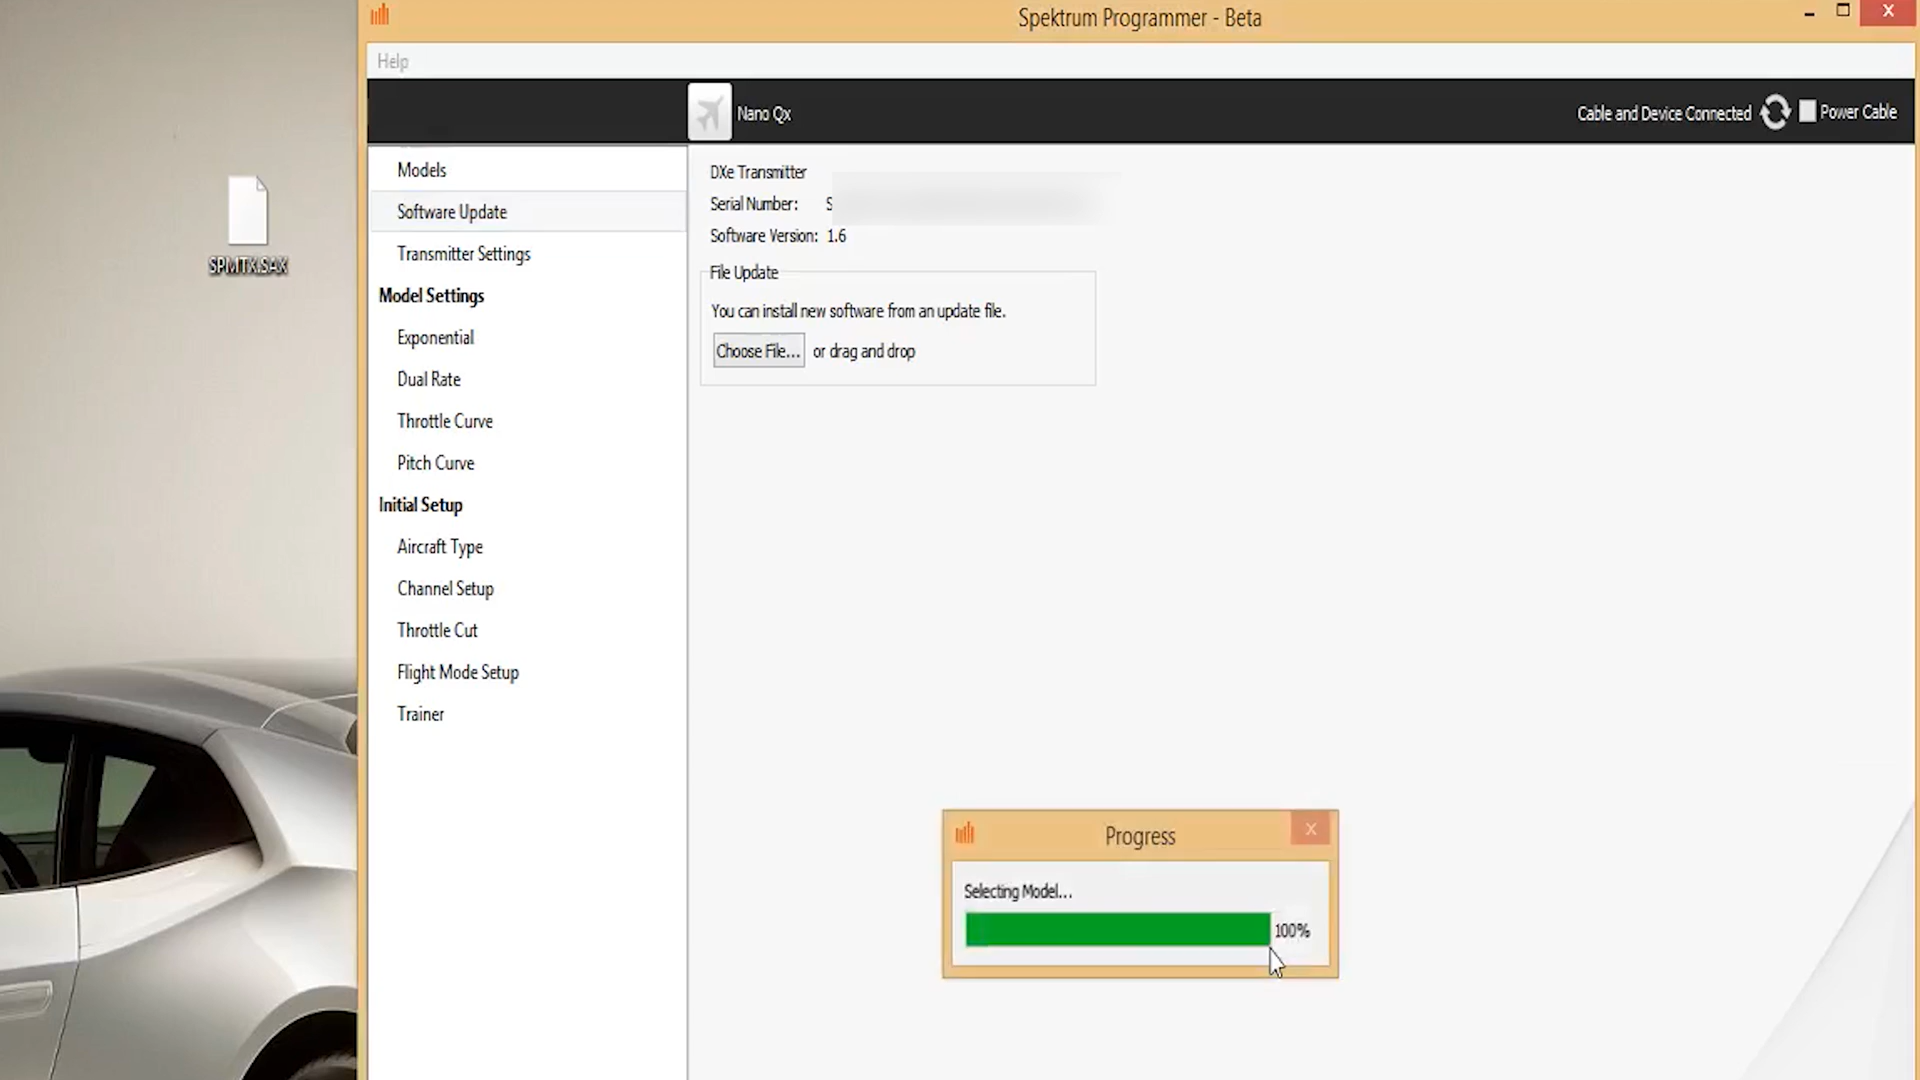 Spektrum Programmer - Beta
Help
Nano Qx
Cable and Device Connected
Power Cable
SPMTX.SAX
Models
Software Update
Transmitter Settings
Model Settings
Exponential
Dual Rate
Throttle Curve
Pitch Curve
Initial Setup
Aircraft Type
Channel Setup
Throttle Cut
Flight Mode Setup
Trainer
DXe Transmitter
Serial Number: S
Software Version: 1.6
File Update
You can install new software from an update file.
Choose File... or drag and drop
Progress
Selecting Model...
100%